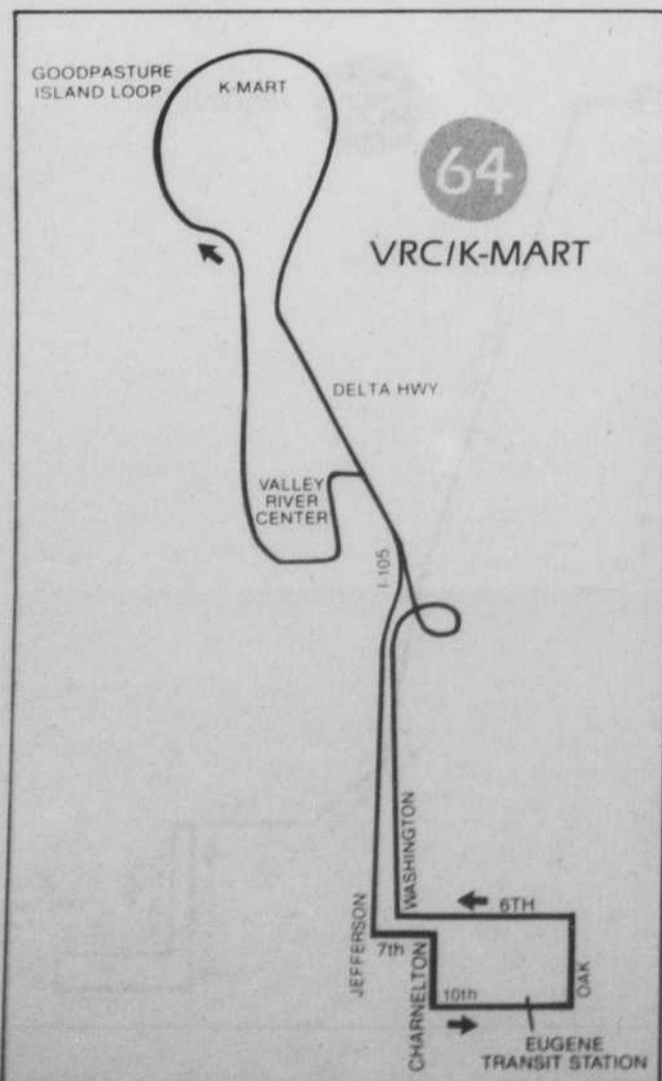 GOODPASTURE
ISLAND LOOP
K-MART
64
VRC/K-MART
DELTA HWY.
VALLEY
RIVER
CENTER
I-105
WASHINGTON
JEFFERSON
6TH
7th
CHARNELTON
10th
OAK
EUGENE
TRANSIT STATION